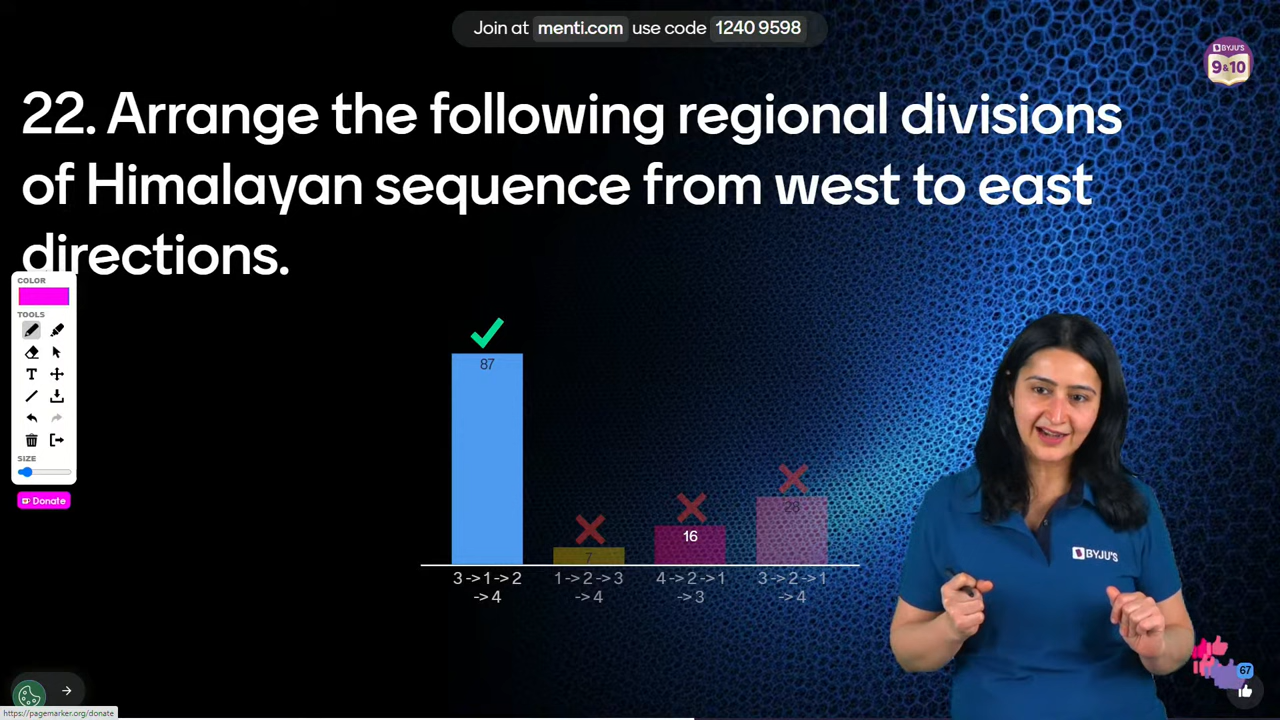 Join at menti.com use code 1240 9598
BYJU'S
9&10
22. Arrange the following regional divisions
of Himalayan sequence from west to east
directions.
COLOR
TOOLS
T
SIZE
Donate
87
7
16
28
3 -> 1 -> 2
-> 4
1 -> 2 -> 3
-> 4
4 -> 2 -> 1
-> 3
3 -> 2 -> 1
-> 4
BYJU'S
67
https://pagemarker.org/donate